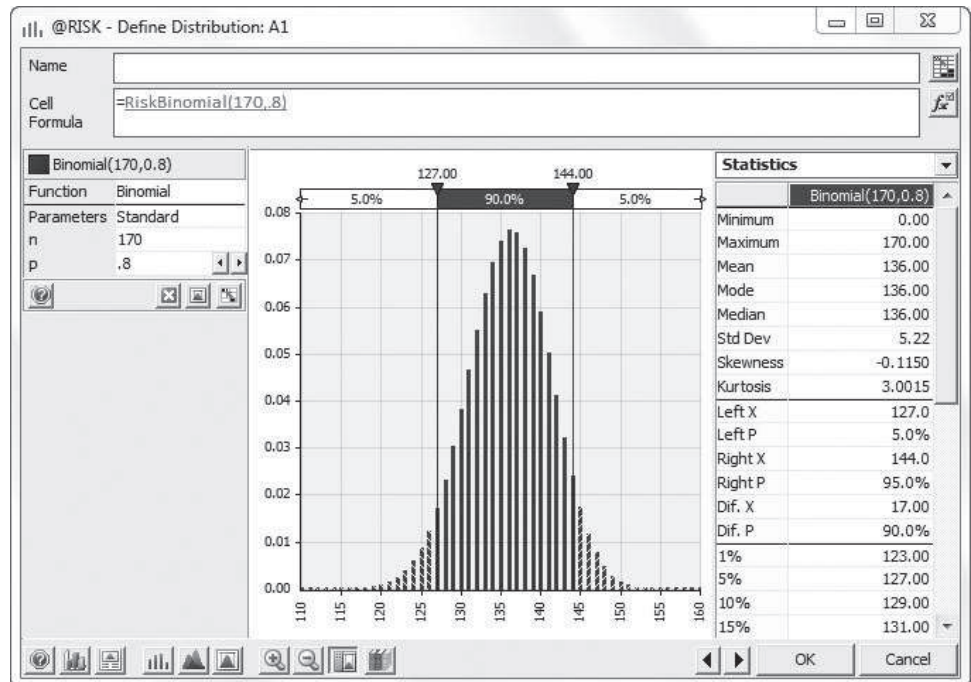 @RISK - Define Distribution: A1
Name
Cell Formula
=RiskBinomial(170,.8)
Binomial(170,0.8)
Function Binomial
Parameters Standard
n 170
p .8
127.00 144.00
5.0% 90.0% 5.0%
0.08
0.07
0.06
0.05
0.04
0.03
0.02
0.01
0.00
110 115 120 125 130 135 140 145 150 155 160
Statistics
Binomial(170,0.8)
Minimum 0.00
Maximum 170.00
Mean 136.00
Mode 136.00
Median 136.00
Std Dev 5.22
Skewness -0.1150
Kurtosis 3.0015
Left X 127.0
Left P 5.0%
Right X 144.0
Right P 95.0%
Dif. X 17.00
Dif. P 90.0%
1% 123.00
5% 127.00
10% 129.00
15% 131.00
OK Cancel